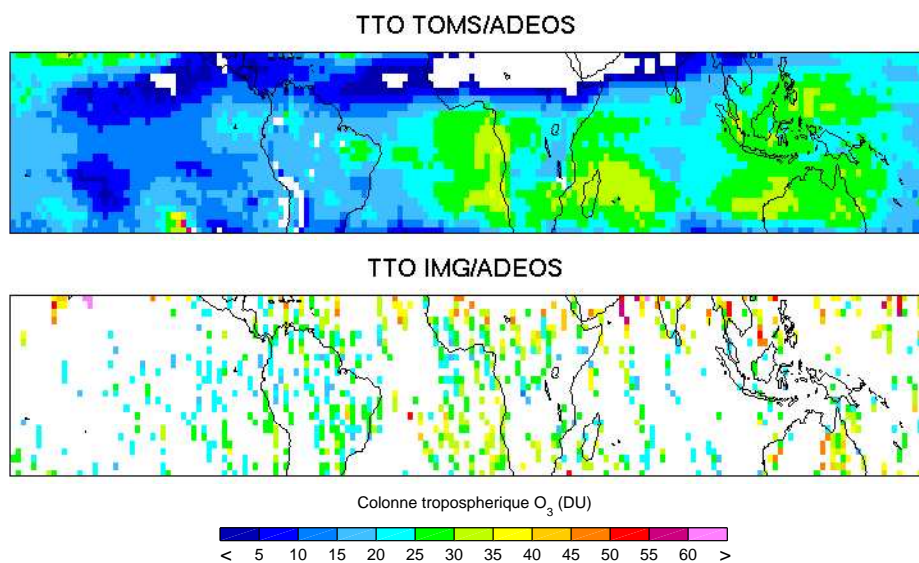 TTO TOMS/ADEOS
TTO IMG/ADEOS
Colonne tropospherique O3 (DU)
< 5 10 15 20 25 30 35 40 45 50 55 60 >